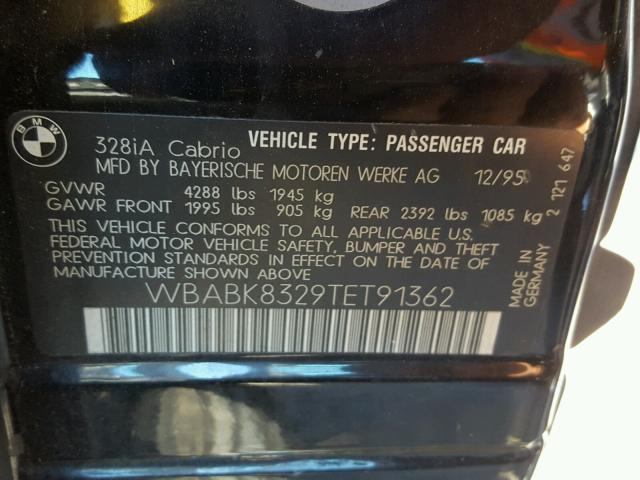 BMW
328iA Cabrio VEHICLE TYPE: PASSENGER CAR
MFD BY BAYERISCHE MOTOREN WERKE AG 12/95
GVWR 4288 lbs 1945 kg
GAWR FRONT 1995 lbs 905 kg REAR 2392 lbs 1085 kg
THIS VEHICLE CONFORMS TO ALL APPLICABLE U.S.
FEDERAL MOTOR VEHICLE SAFETY, BUMPER AND THEFT
PREVENTION STANDARDS IN EFFECT ON THE DATE OF
MANUFACTURE SHOWN ABOVE
WBABK8329TET91362
2 121 647
MADE IN
GERMANY